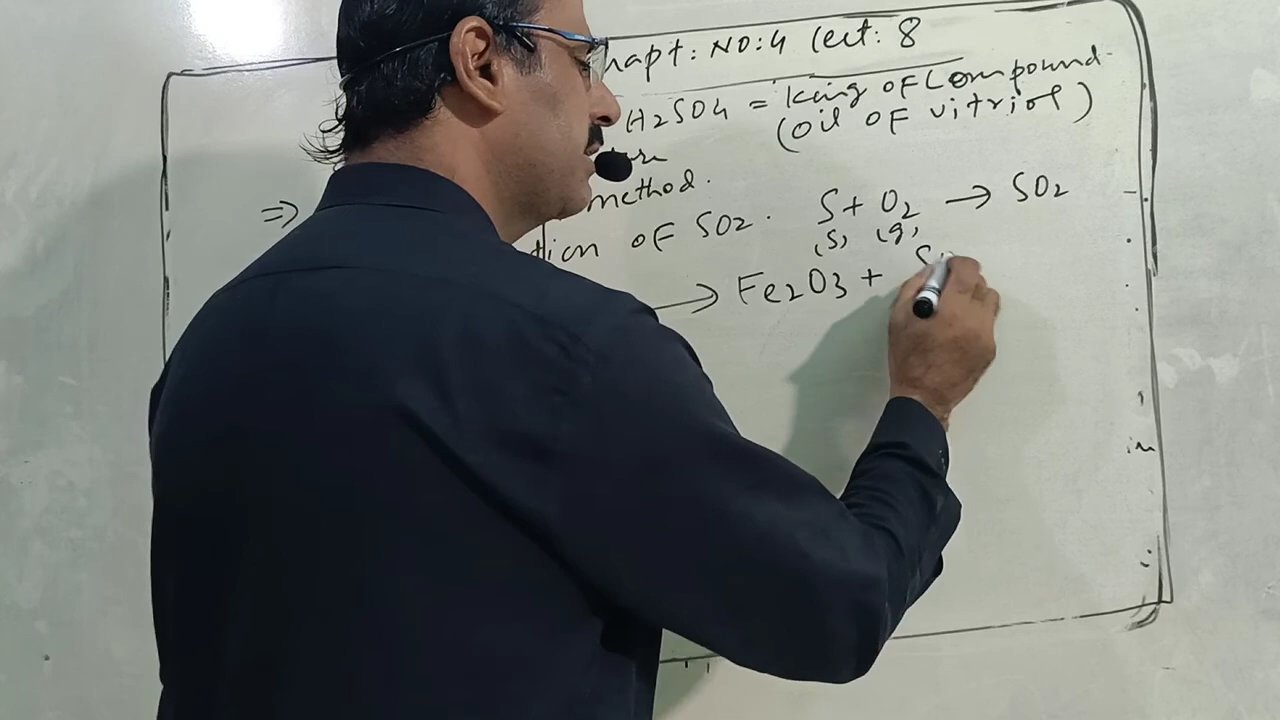 hapt: NO:4 lect: 8
H2SO4 = King of Compound.
(Oil of vitriol)
method.
⇒
tion of SO2. S + O2 → SO2
(s) (g)
→ Fe2O3 + S